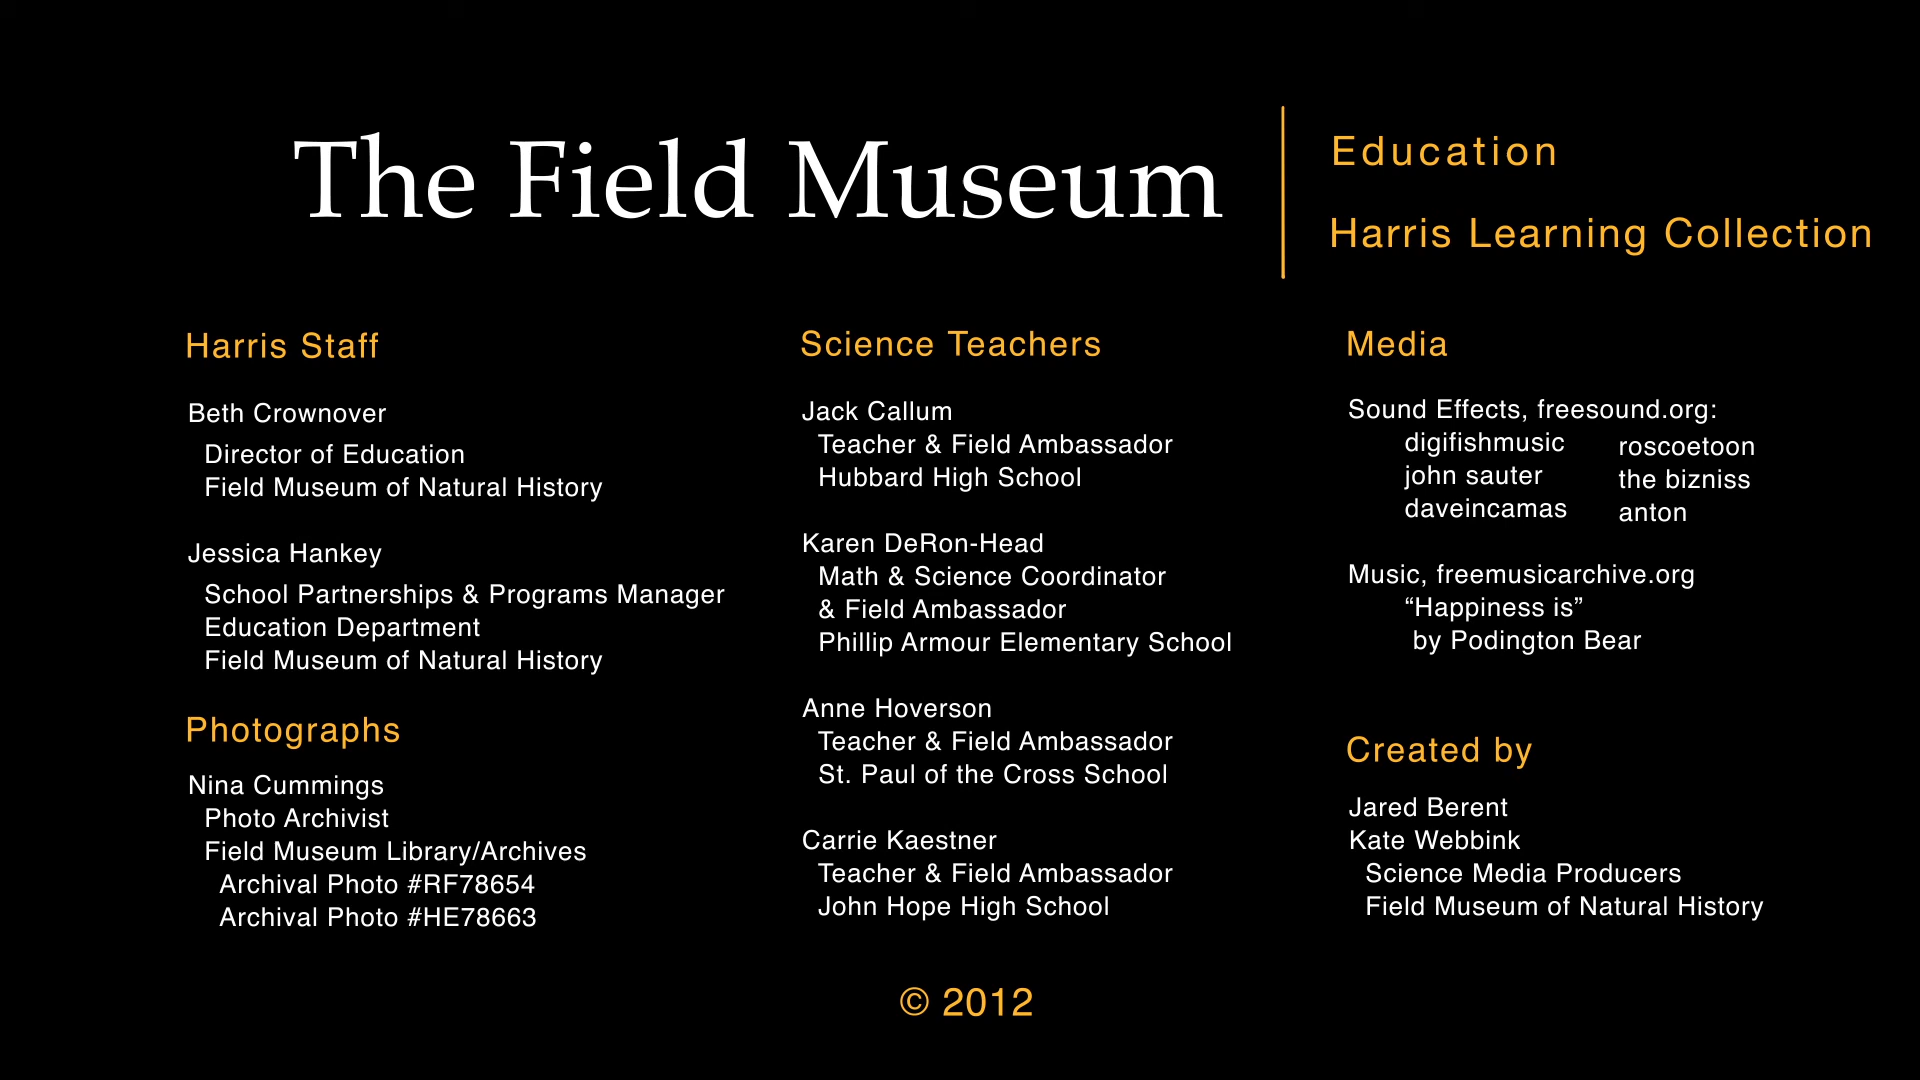 The Field Museum
Education
Harris Learning Collection
Harris Staff
Beth Crownover
Director of Education
Field Museum of Natural History
Jessica Hankey
School Partnerships & Programs Manager
Education Department
Field Museum of Natural History
Photographs
Nina Cummings
Photo Archivist
Field Museum Library/Archives
Archival Photo #RF78654
Archival Photo #HE78663
Science Teachers
Jack Callum
Teacher & Field Ambassador
Hubbard High School
Karen DeRon-Head
Math & Science Coordinator
& Field Ambassador
Phillip Armour Elementary School
Anne Hoverson
Teacher & Field Ambassador
St. Paul of the Cross School
Carrie Kaestner
Teacher & Field Ambassador
John Hope High School
Media
Sound Effects, freesound.org:
digifishmusic
john sauter
daveincamas
roscoetoon
the bizniss
anton
Music, freemusicarchive.org
“Happiness is”
by Podington Bear
Created by
Jared Berent
Kate Webbink
Science Media Producers
Field Museum of Natural History
© 2012